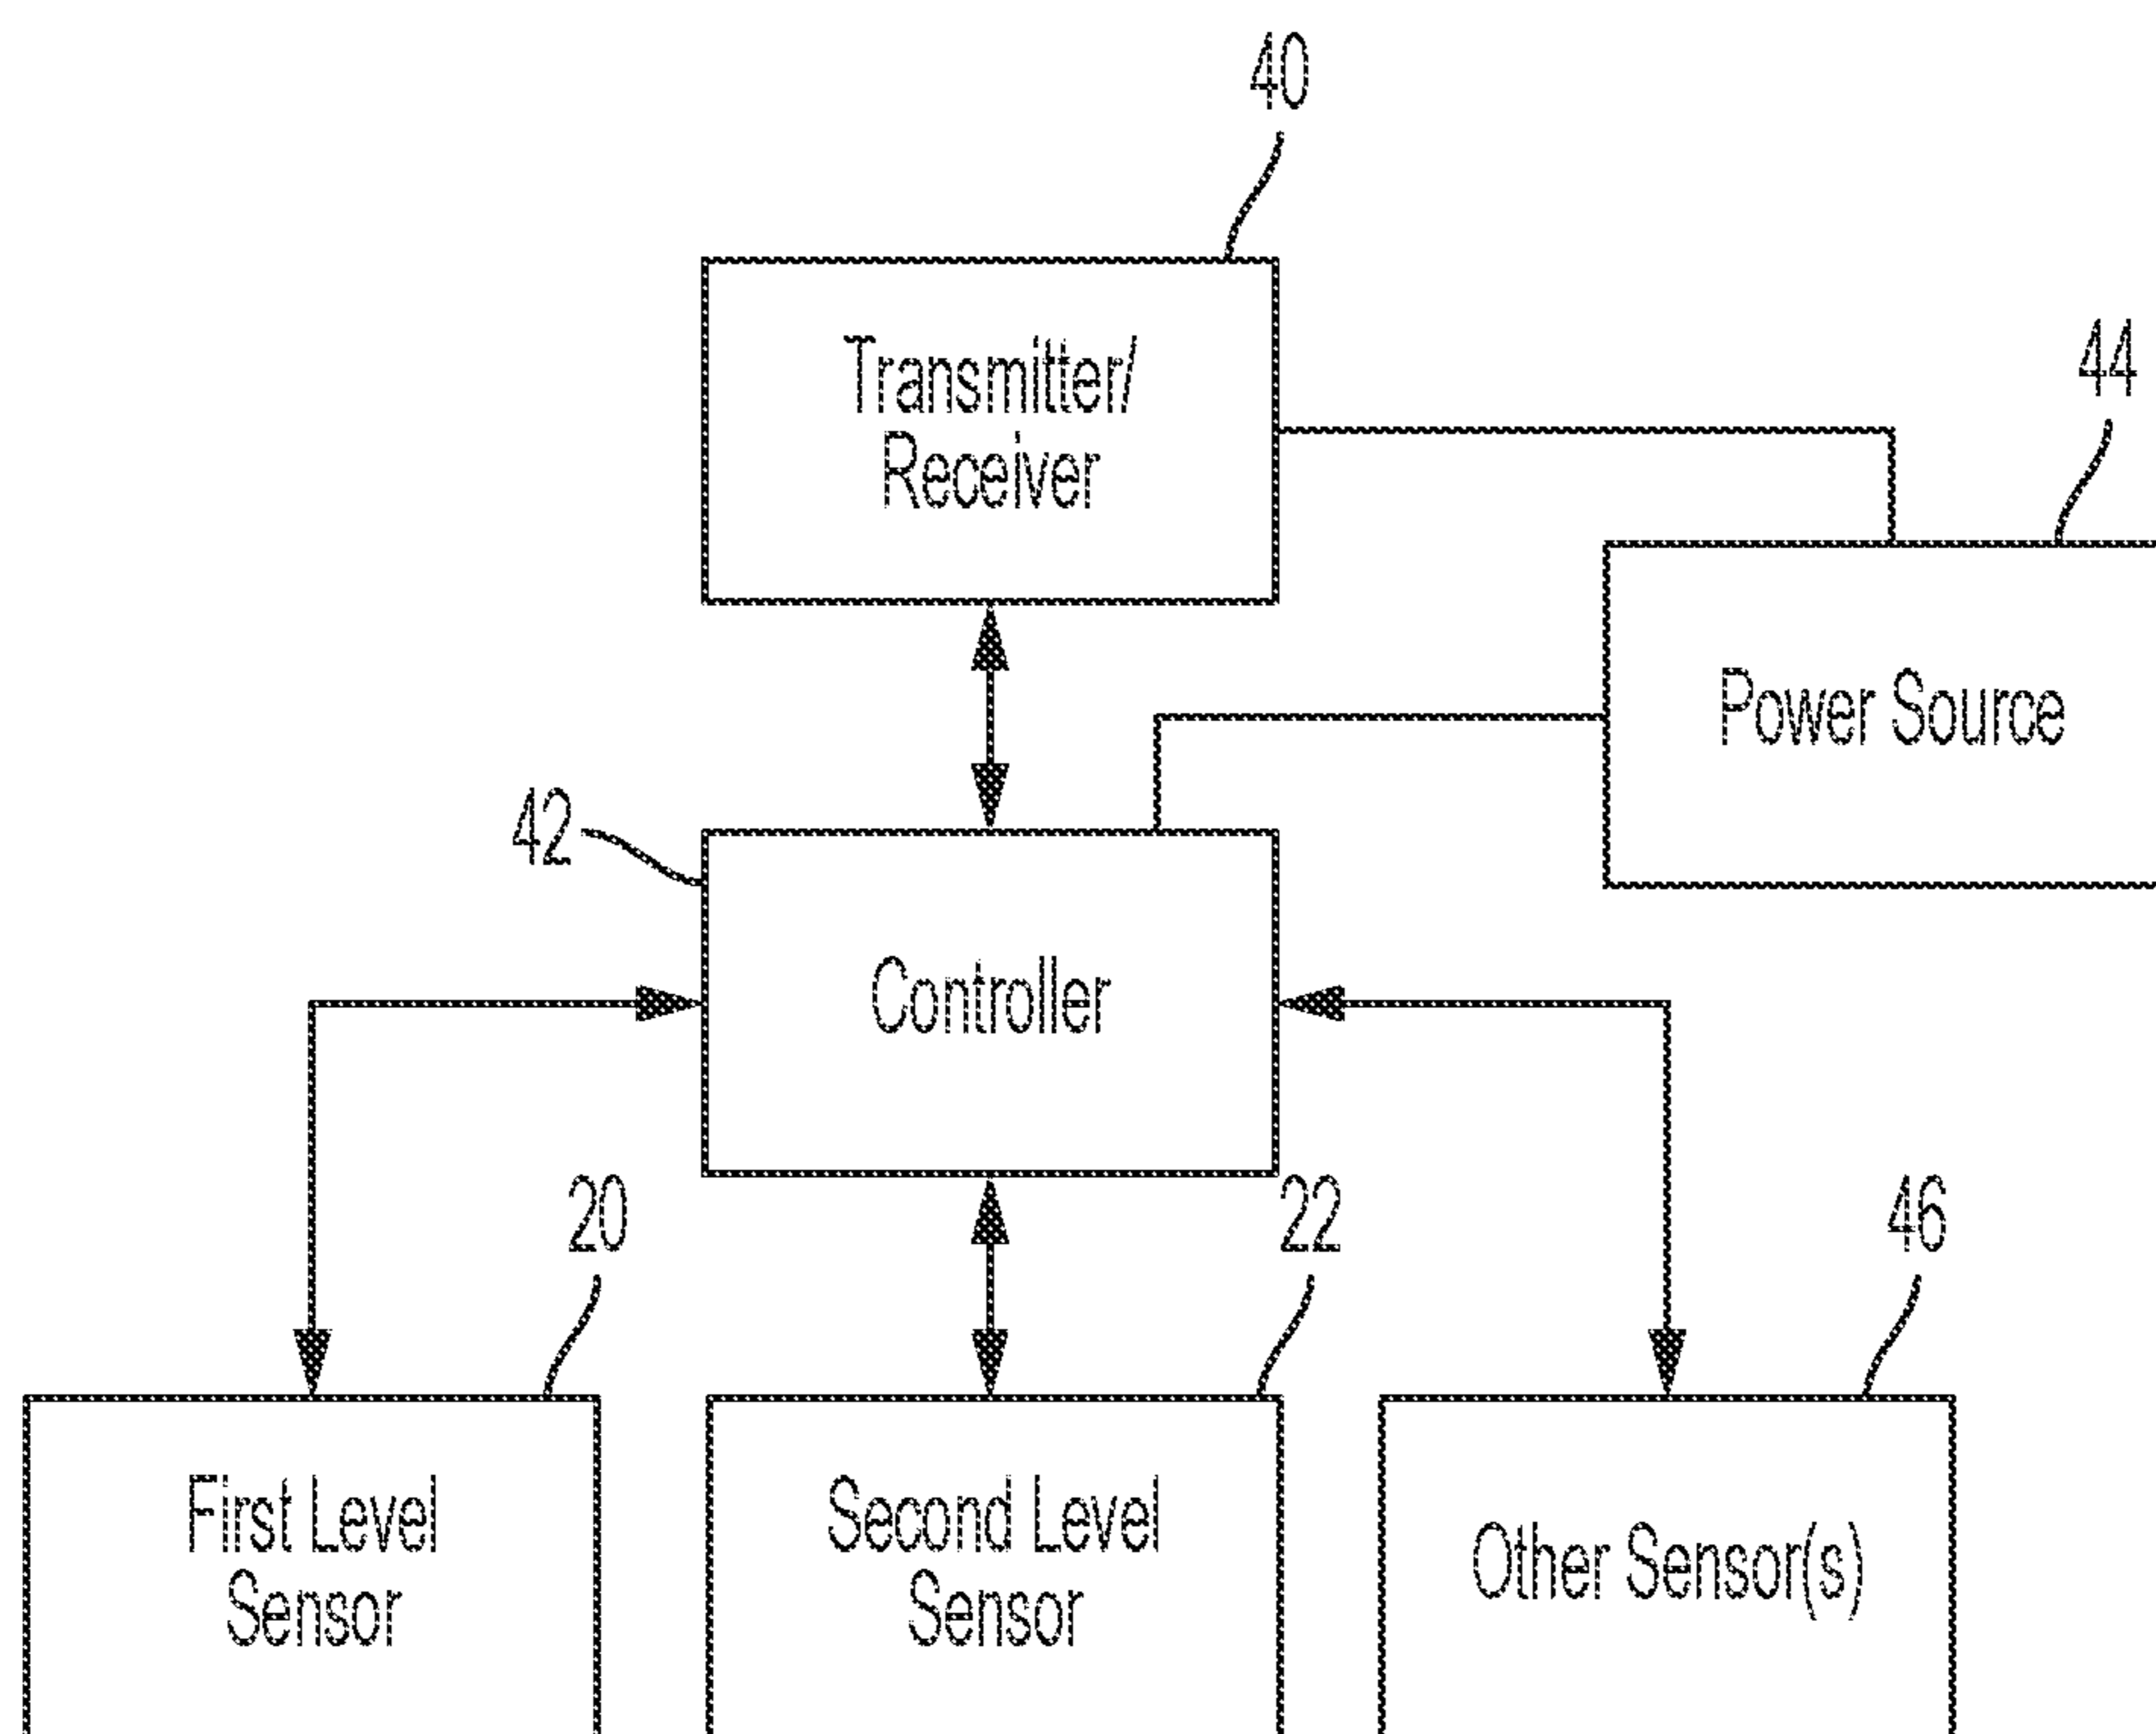 40
Transmitter/
Receiver
44
Power Source
42
Controller
20
22
46
First Level
Sensor
Second Level
Sensor
Other Sensor(s)